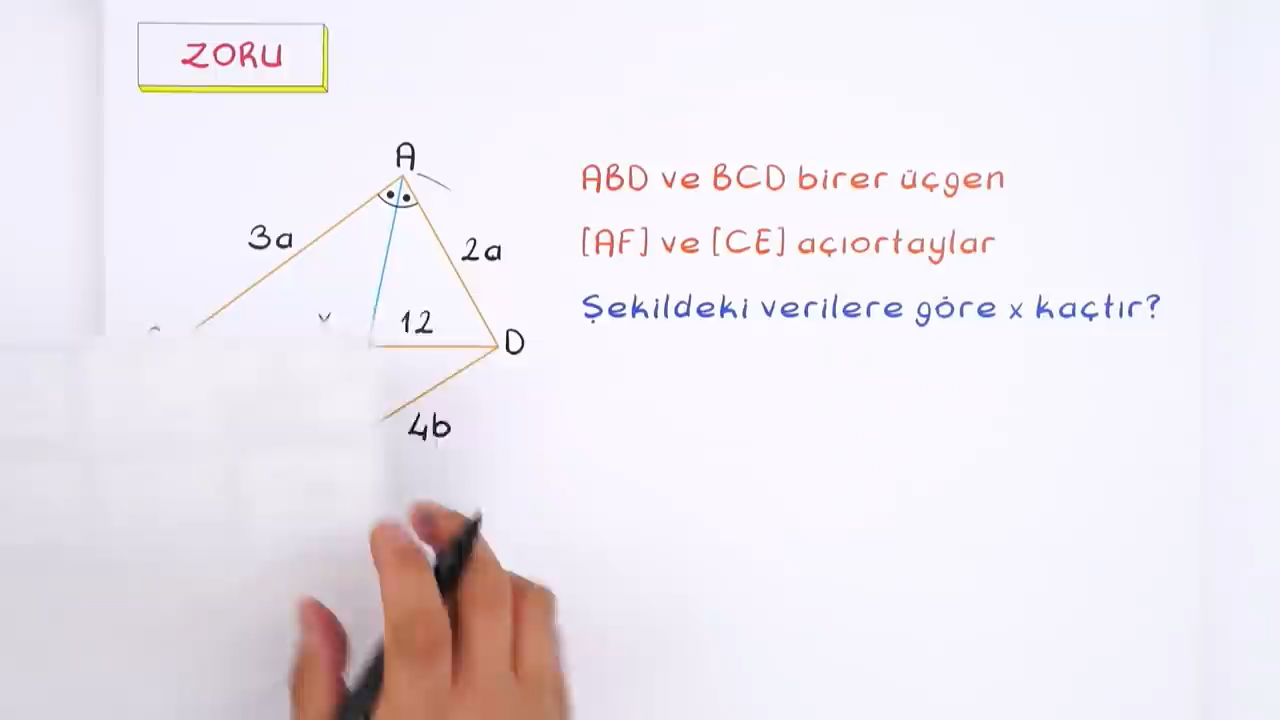 ZORU
A
ABD ve BCD birer üçgen
3a
2a
[AF] ve [CE] açıortaylar
12
D
Şekildeki verilere göre x kaçtır?
4b